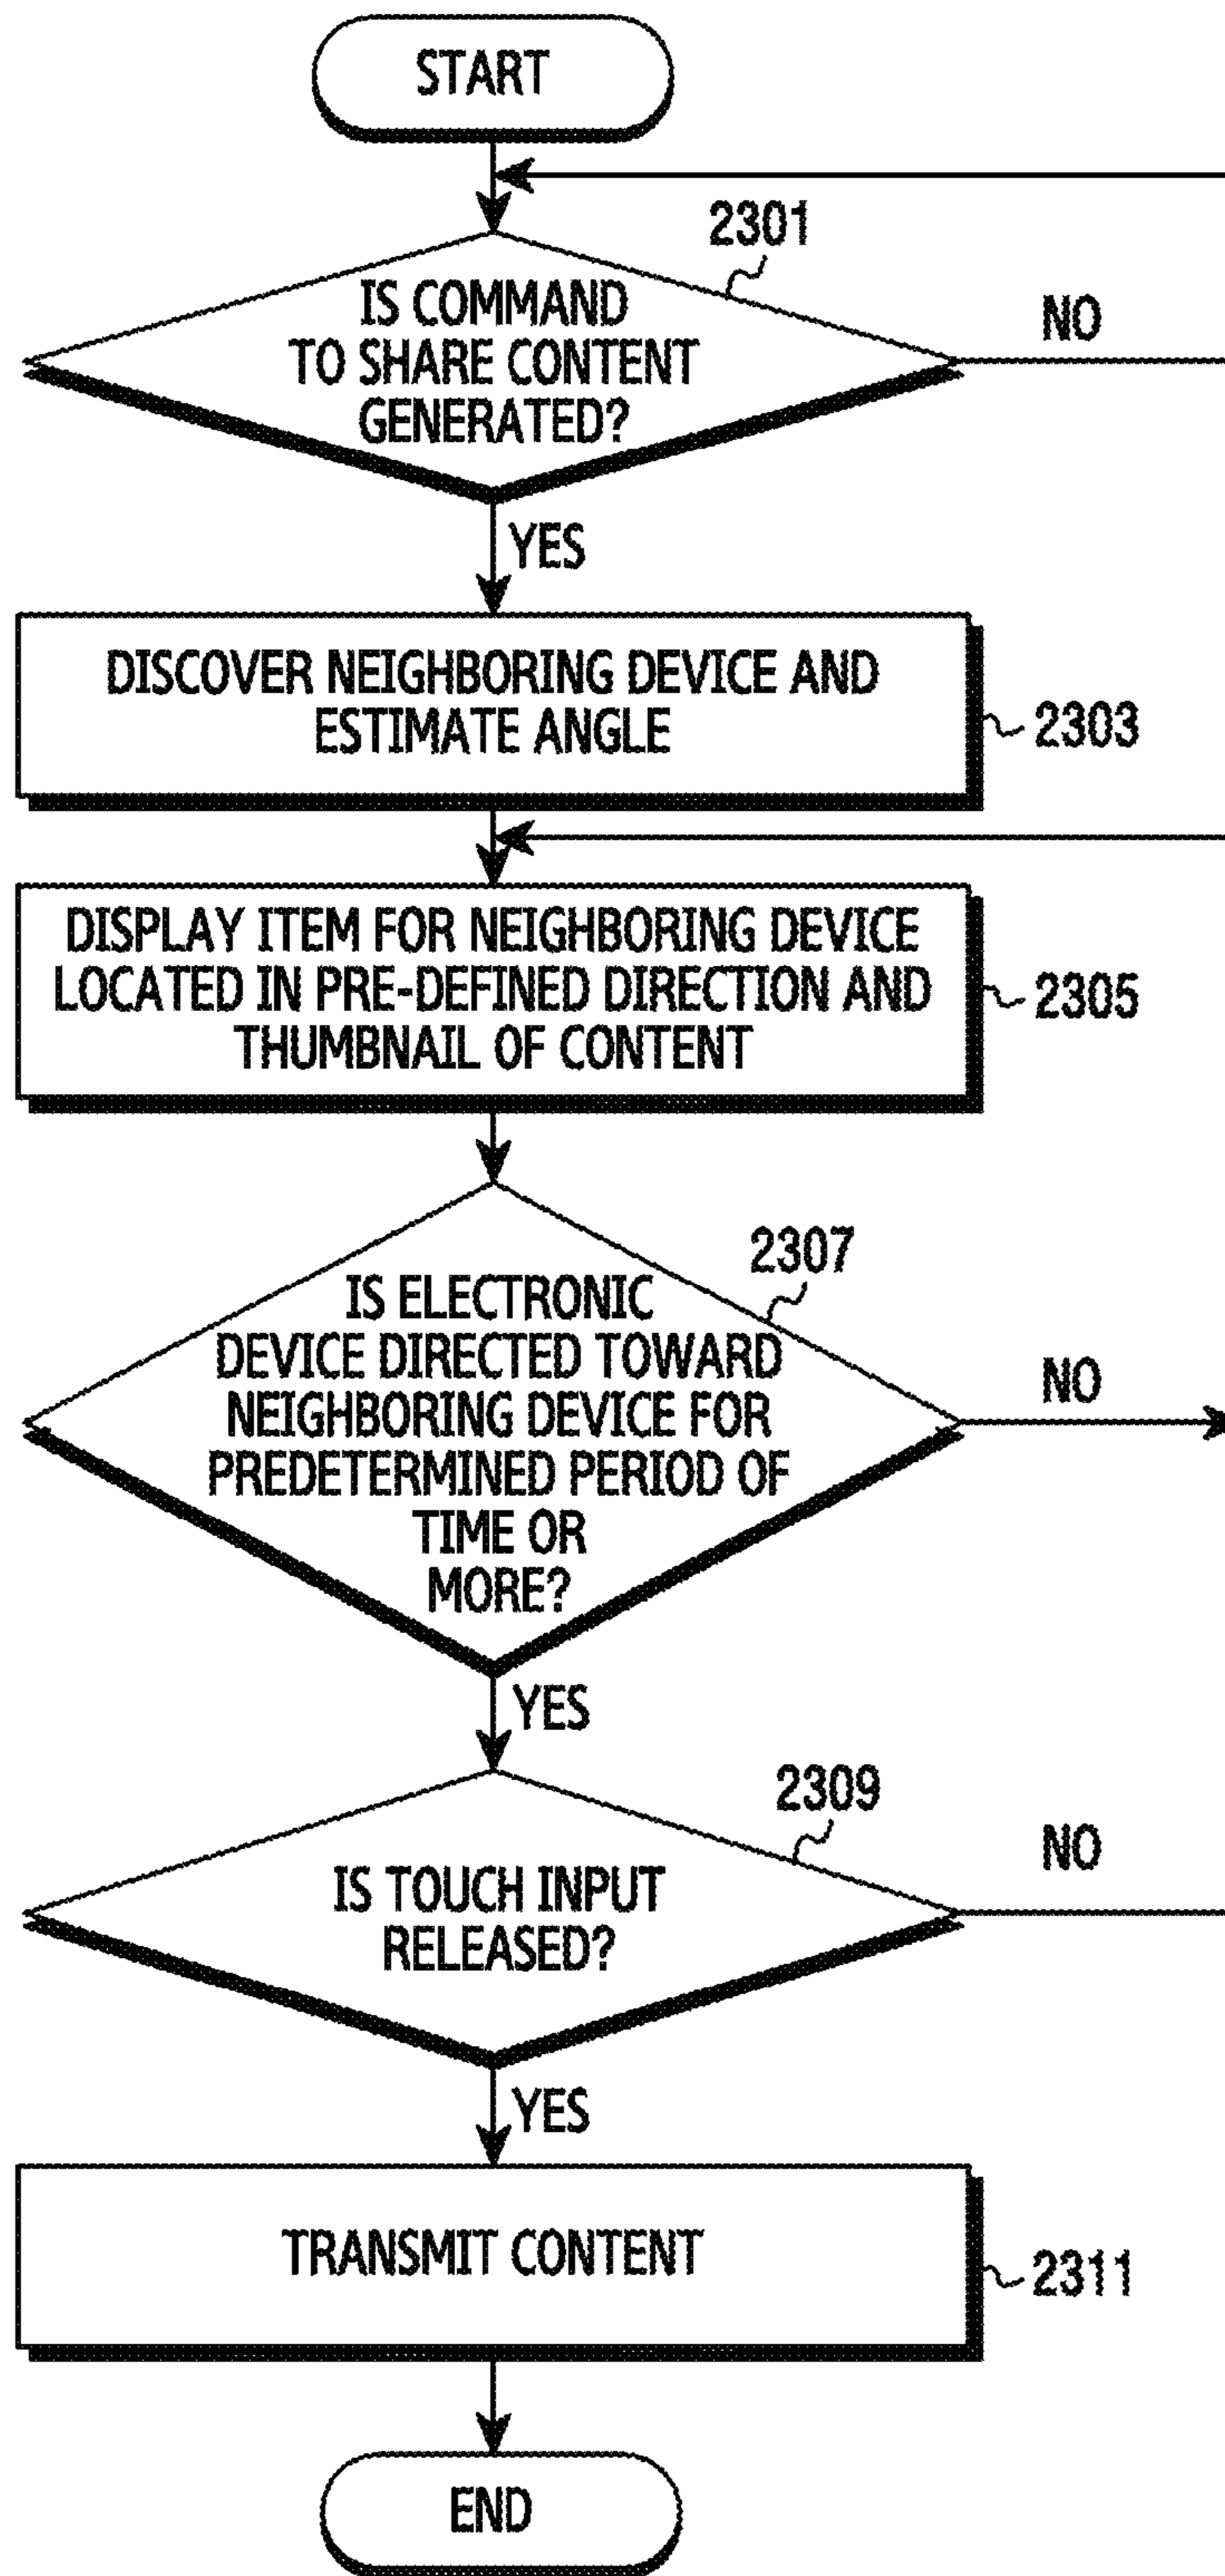 START
2301
IS COMMAND
TO SHARE CONTENT
GENERATED?
NO
YES
DISCOVER NEIGHBORING DEVICE AND
ESTIMATE ANGLE
2303
DISPLAY ITEM FOR NEIGHBORING DEVICE
LOCATED IN PRE-DEFINED DIRECTION AND
THUMBNAIL OF CONTENT
2305
2307
IS ELECTRONIC
DEVICE DIRECTED TOWARD
NEIGHBORING DEVICE FOR
PREDETERMINED PERIOD OF
TIME OR
MORE?
NO
YES
2309
IS TOUCH INPUT
RELEASED?
NO
YES
TRANSMIT CONTENT
2311
END